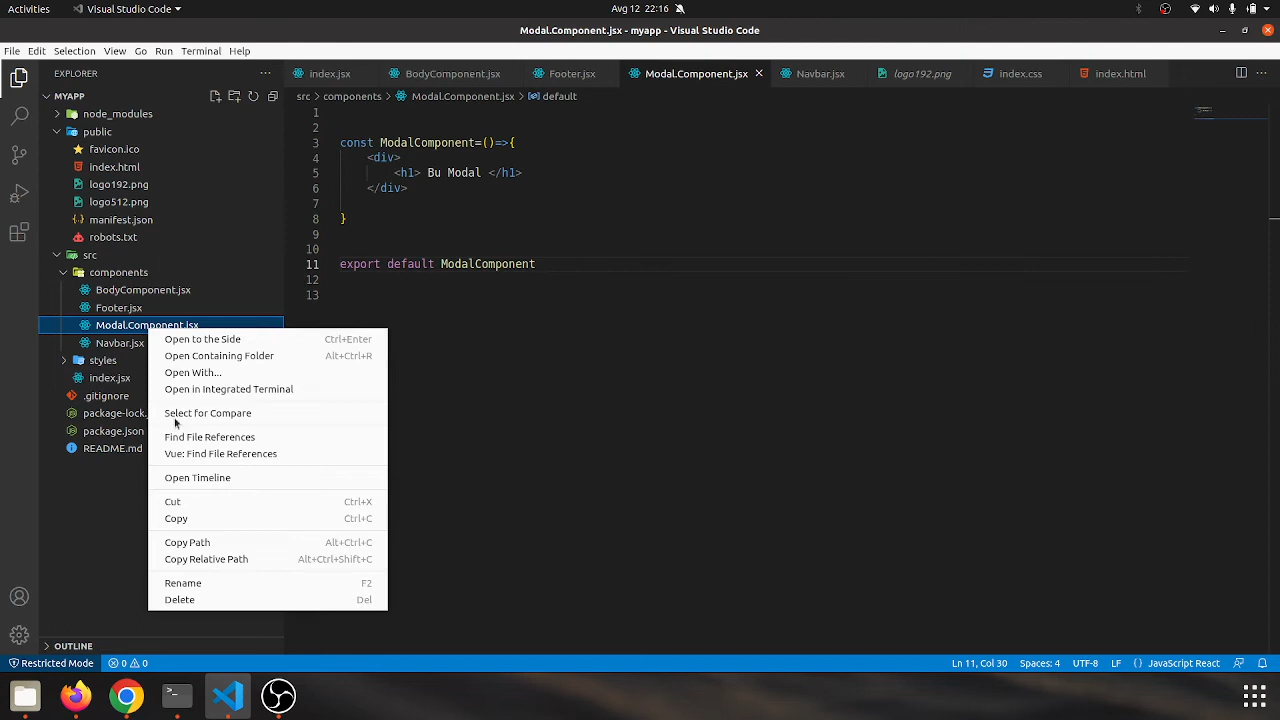 Activities
Visual Studio Code
Avg 12 22:16
Modal.Component.jsx - myapp - Visual Studio Code
File Edit Selection View Go Run Terminal Help
EXPLORER
index.jsx
BodyComponent.jsx
Footer.jsx
Modal.Component.jsx
Navbar.jsx
logo192.png
index.css
index.html
MYAPP
src > components > Modal.Component.jsx > default
node_modules
public
favicon.ico
index.html
logo192.png
logo512.png
manifest.json
robots.txt
src
components
BodyComponent.jsx
Footer.jsx
Modal.Component.jsx
Navbar.jsx
styles
index.jsx
.gitignore
package-lock.
package.json
README.md
1
2
3 const ModalComponent=()=>{
4 <div>
5 <h1> Bu Modal </h1>
6 </div>
7
8 }
9
10
11 export default ModalComponent
12
13
Open to the Side Ctrl+Enter
Open Containing Folder Alt+Ctrl+R
Open With...
Open in Integrated Terminal
Select for Compare
Find File References
Vue: Find File References
Open Timeline
Cut Ctrl+X
Copy Ctrl+C
Copy Path Alt+Ctrl+C
Copy Relative Path Alt+Ctrl+Shift+C
Rename F2
Delete Del
OUTLINE
Restricted Mode 0 0
Ln 11, Col 30 Spaces: 4 UTF-8 LF {} JavaScript React